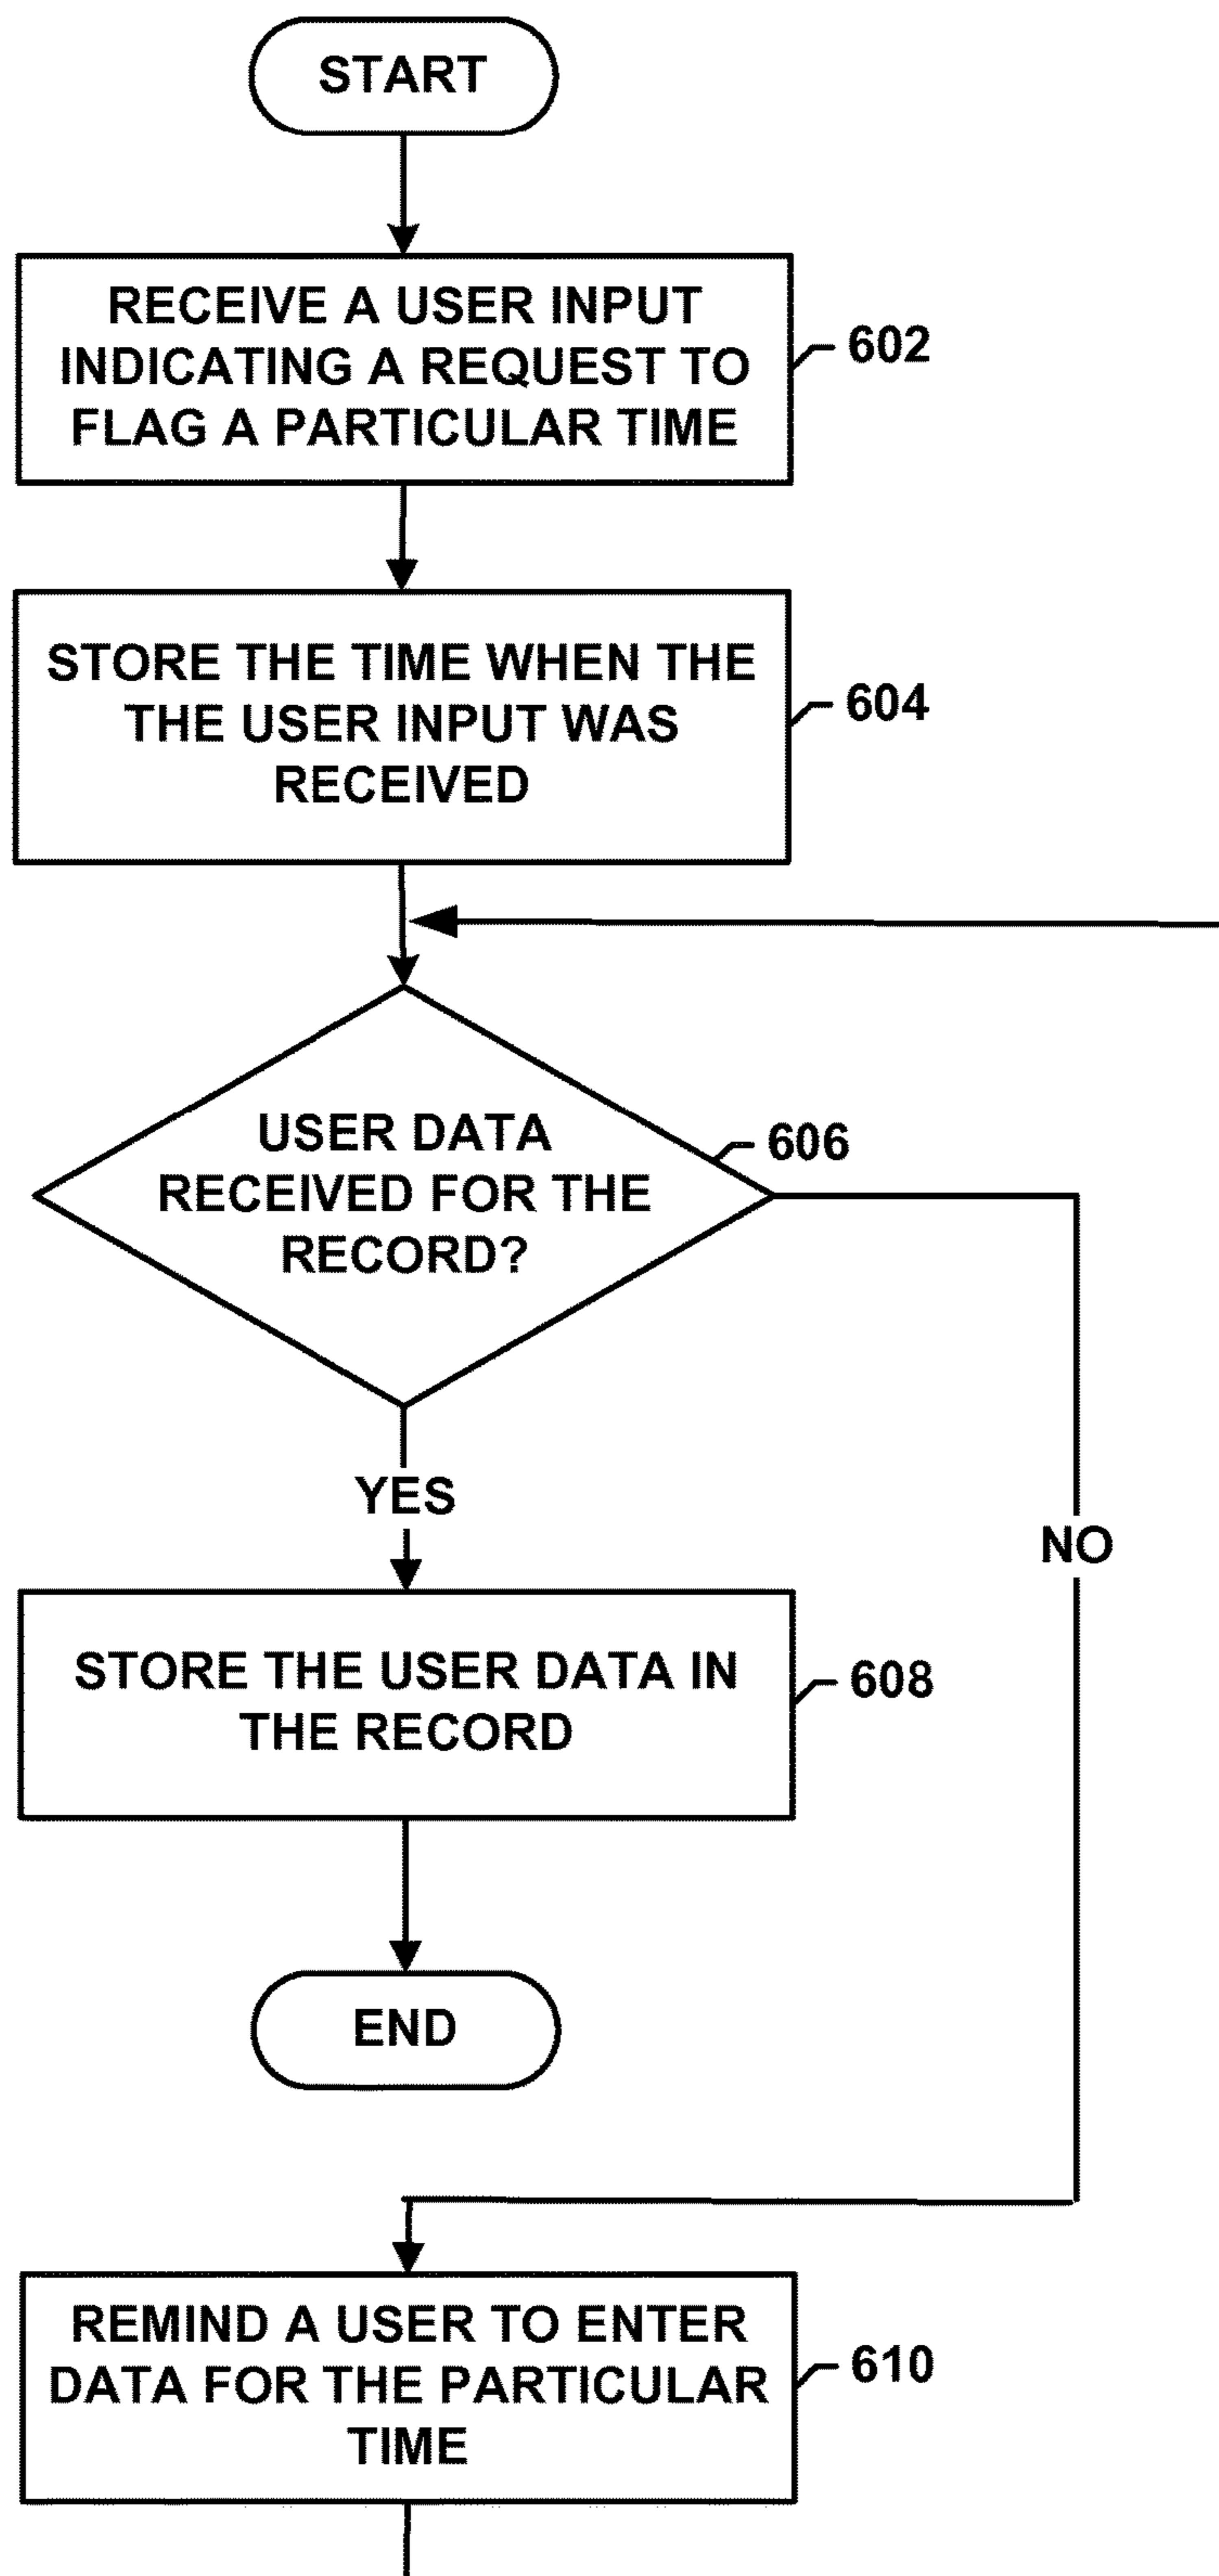 START
RECEIVE A USER INPUT
INDICATING A REQUEST TO
FLAG A PARTICULAR TIME
602
STORE THE TIME WHEN THE
THE USER INPUT WAS
RECEIVED
604
USER DATA
RECEIVED FOR THE
RECORD?
606
YES
NO
STORE THE USER DATA IN
THE RECORD
608
END
REMIND A USER TO ENTER
DATA FOR THE PARTICULAR
TIME
610